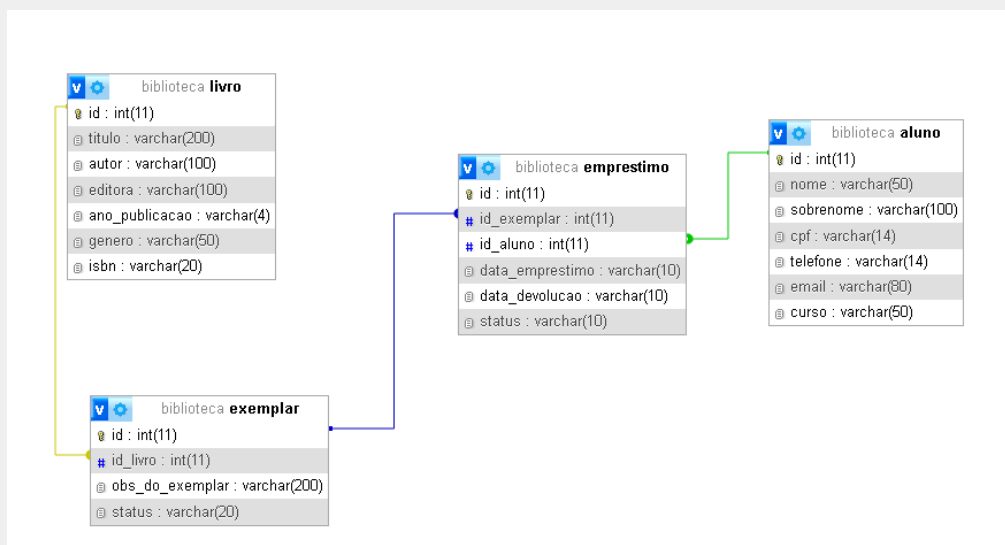 v biblioteca livro
id : int(11)
titulo : varchar(200)
autor : varchar(100)
editora : varchar(100)
ano_publicacao : varchar(4)
genero : varchar(50)
isbn : varchar(20)
v biblioteca emprestimo
id : int(11)
# id_exemplar : int(11)
# id_aluno : int(11)
data_emprestimo : varchar(10)
data_devolucao : varchar(10)
status : varchar(10)
v biblioteca aluno
id : int(11)
nome : varchar(50)
sobrenome : varchar(100)
cpf : varchar(14)
telefone : varchar(14)
email : varchar(80)
curso : varchar(50)
v biblioteca exemplar
id : int(11)
# id_livro : int(11)
obs_do_exemplar : varchar(200)
status : varchar(20)